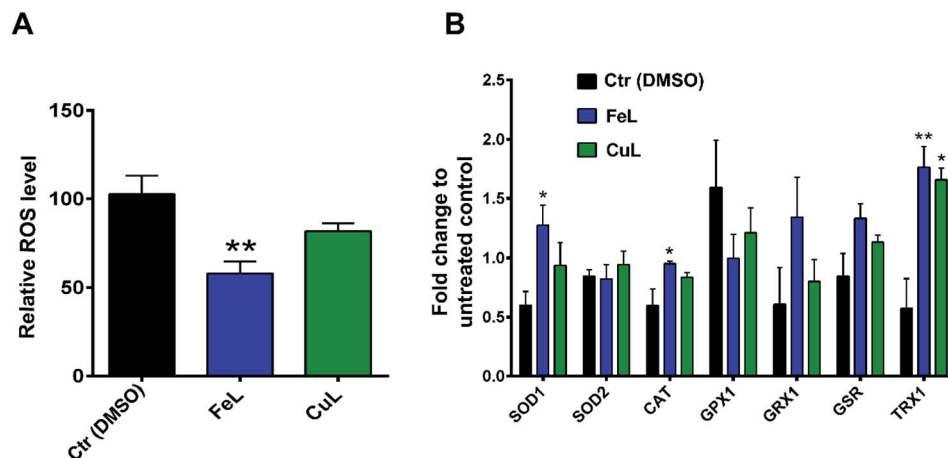 A
Relative ROS level
150
100
50
0
**
Ctr (DMSO)
FeL
CuL
B
Fold change to
untreated control
2.5
2.0
1.5
1.0
0.5
0.0
Ctr (DMSO)
FeL
CuL
*
*
**
*
SOD1
SOD2
CAT
GPX1
GRX1
GSR
TRX1